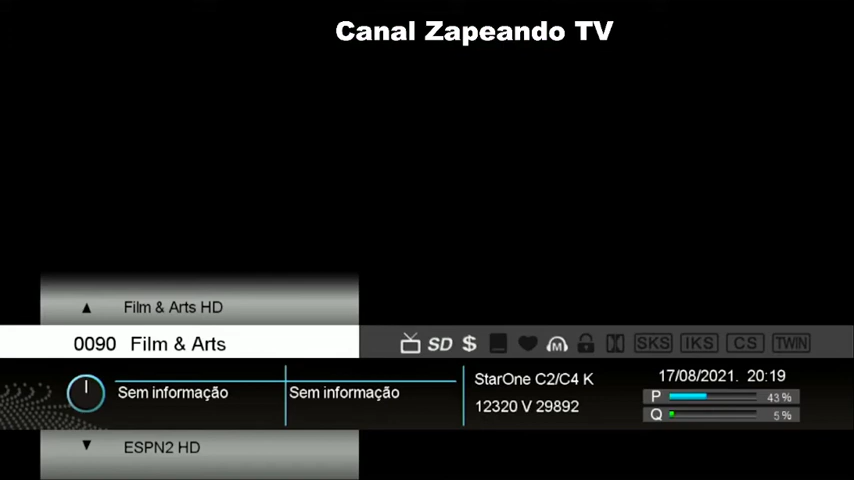 Canal Zapeando TV
▲ Film & Arts HD
0090 Film & Arts SD $ M SKS IKS CS TWIN
Sem informação Sem informação
StarOne C2/C4 K
12320 V 29892
17/08/2021. 20:19
P 43 %
Q 5 %
▼ ESPN2 HD